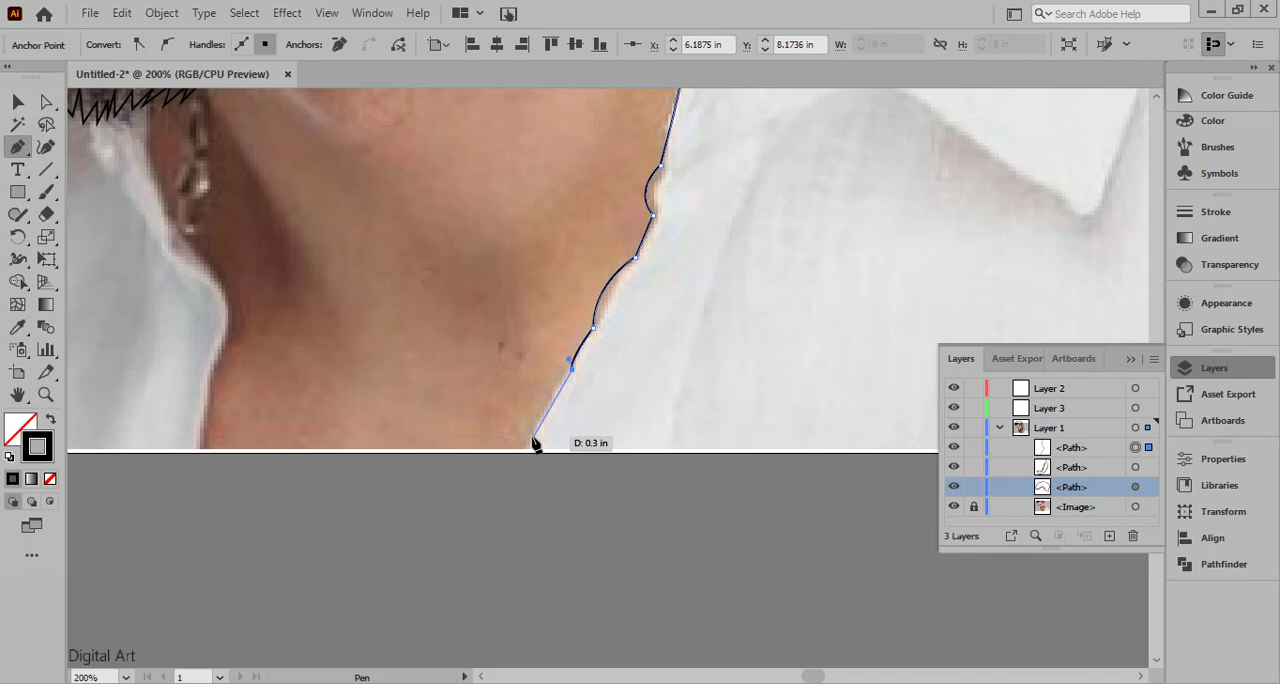 Ai File Edit Object Type Select Effect View Window Help Search Adobe Help
Anchor Point Convert: Handles: Anchors: X: 6.1875 in Y: 8.1736 in W: 0 in H: 0 in
Untitled-2* @ 200% (RGB/CPU Preview) ×
Color Guide
Color
Brushes
Symbols
Stroke
Gradient
Transparency
Appearance
Graphic Styles
Layers
Asset Export
Artboards
Properties
Libraries
Transform
Align
Pathfinder
Layers Asset Expor Artboards
Layer 2
Layer 3
Layer 1
<Path>
<Path>
<Path>
<Image>
3 Layers
D: 0.3 in
Digital Art
200% 1 Pen